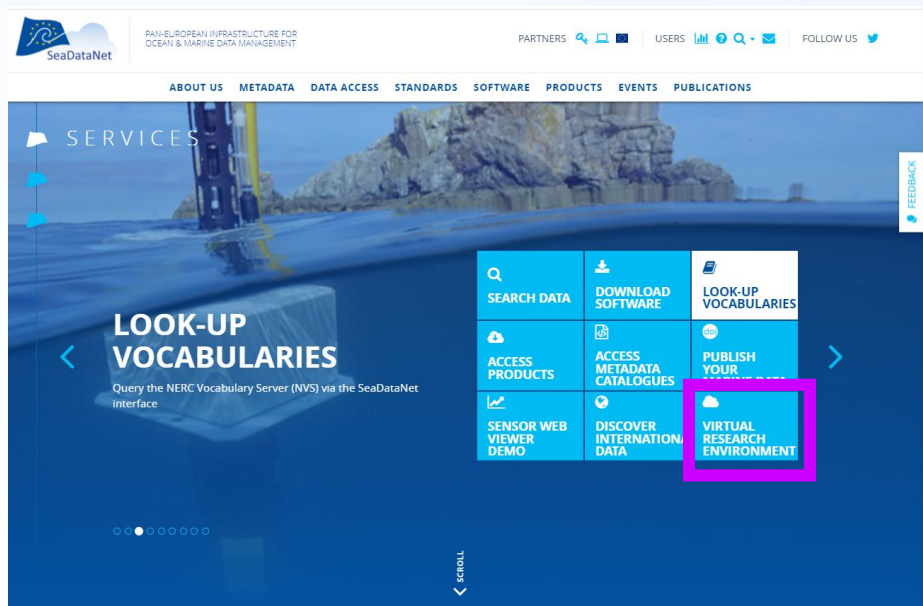 SeaDataNet
PAN-EUROPEAN INFRASTRUCTURE FOR
OCEAN & MARINE DATA MANAGEMENT
PARTNERS
USERS
FOLLOW US
ABOUT US METADATA DATA ACCESS STANDARDS SOFTWARE PRODUCTS EVENTS PUBLICATIONS
SERVICES
FEEDBACK
LOOK-UP
VOCABULARIES
Query the NERC Vocabulary Server (NVS) via the SeaDataNet
interface
SEARCH DATA
DOWNLOAD
SOFTWARE
LOOK-UP
VOCABULARIES
ACCESS
PRODUCTS
ACCESS
METADATA
CATALOGUES
doi
PUBLISH
YOUR
SENSOR WEB
VIEWER
DEMO
DISCOVER
INTERNATIONA
DATA
VIRTUAL
RESEARCH
ENVIRONMENT
SCROLL